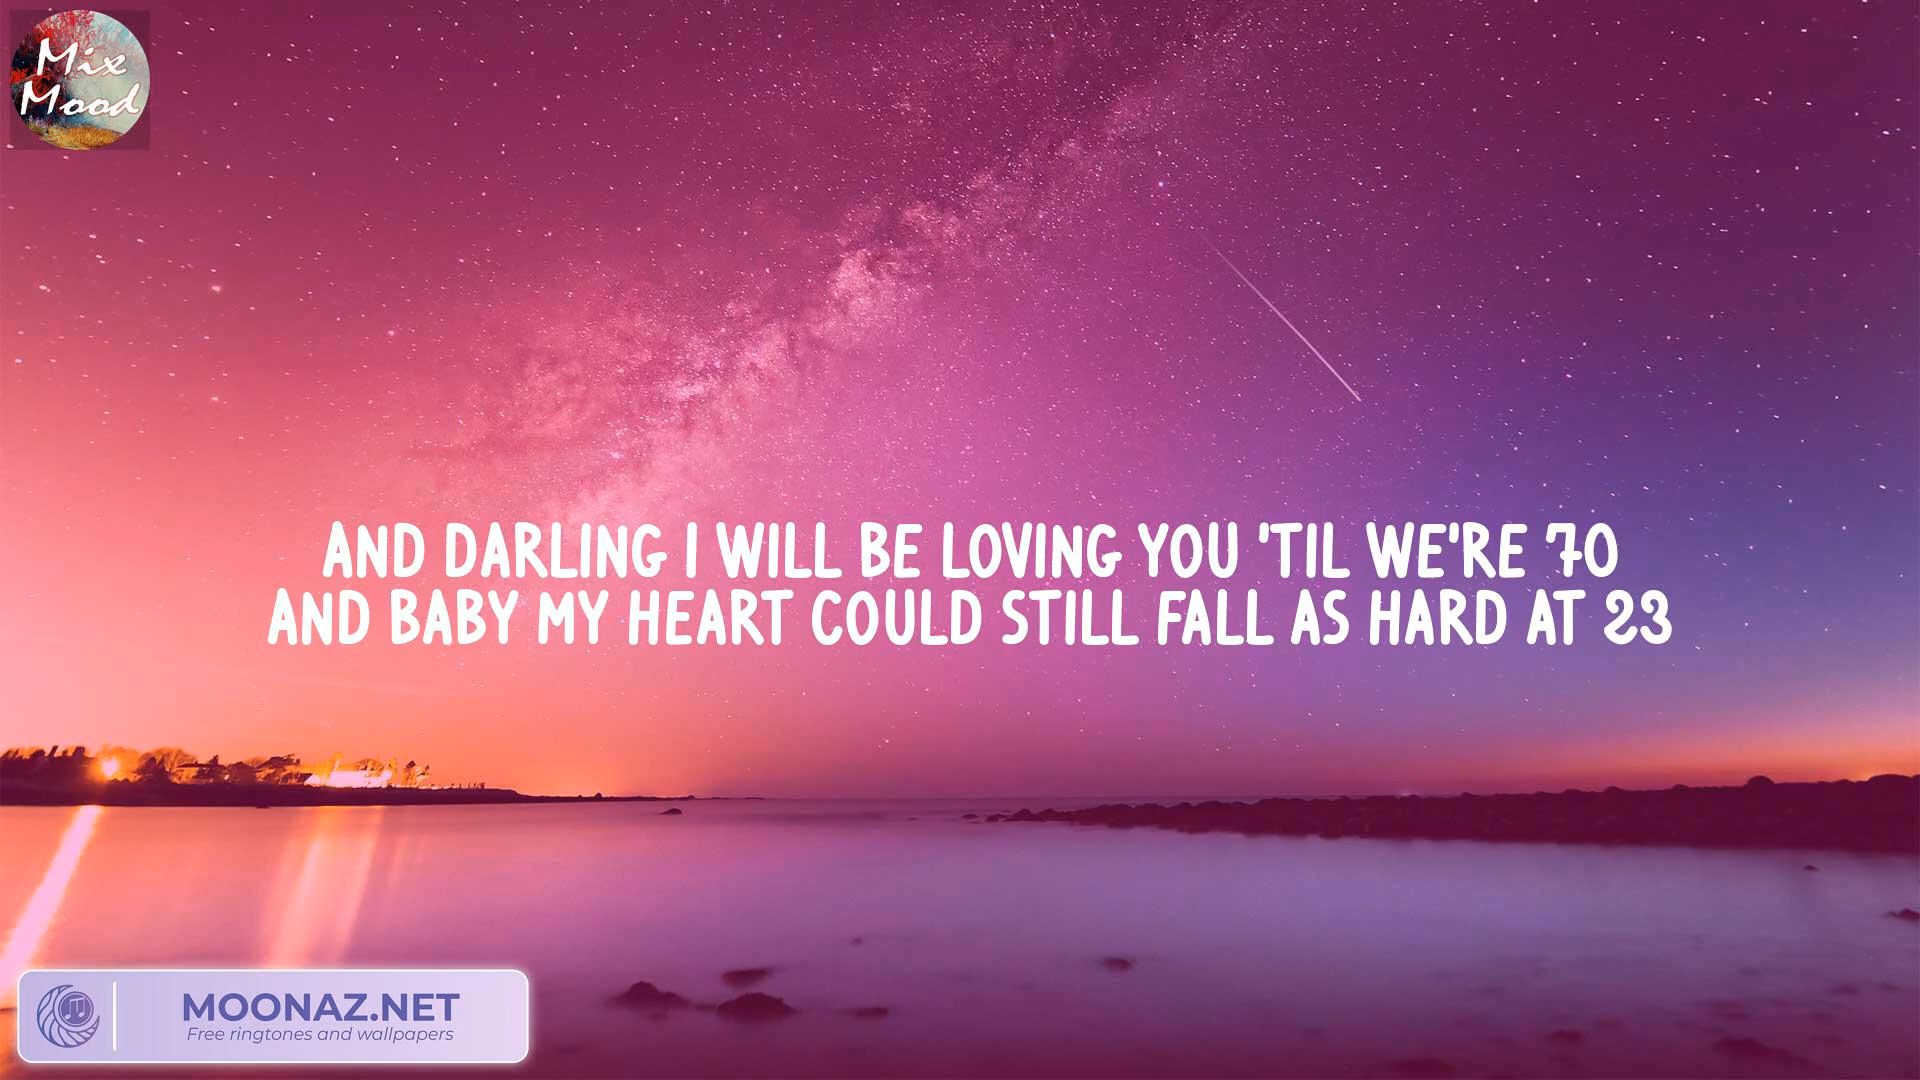 Mix
Mood
AND DARLING I WILL BE LOVING YOU 'TIL WE'RE 70
AND BABY MY HEART COULD STILL FALL AS HARD AT 23
MOONAZ.NET
Free ringtones and wallpapers